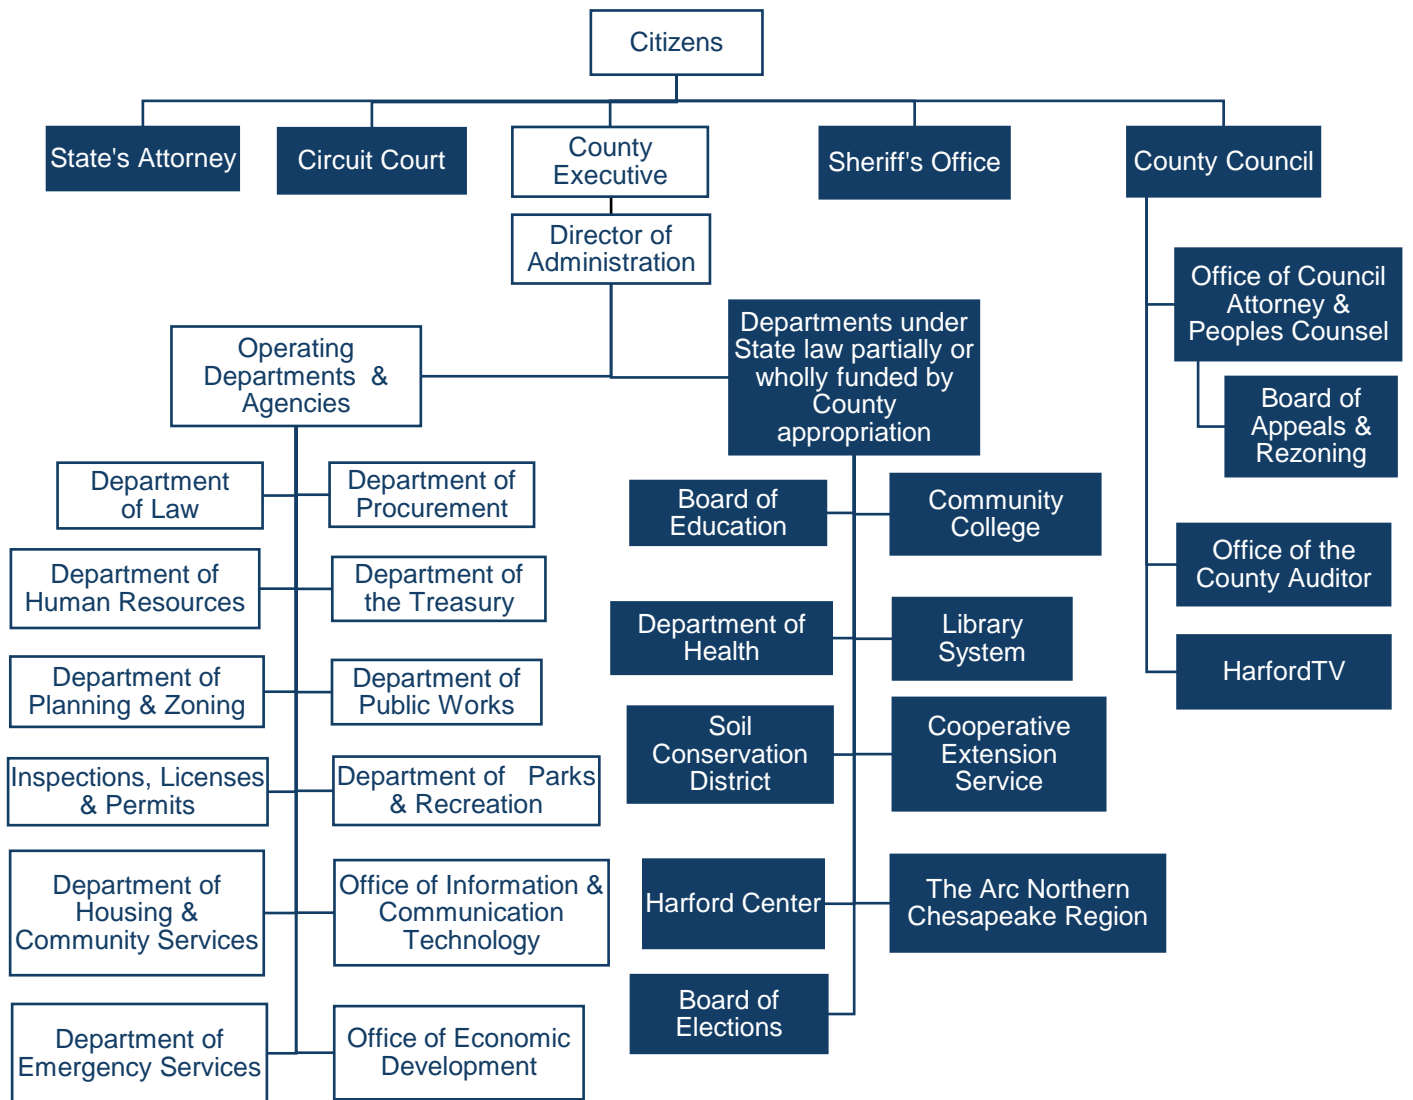 Citizens
State's Attorney
Circuit Court
County
Executive
Sheriff's Office
County Council
Director of
Administration
Office of Council
Attorney &
Peoples Counsel
Board of
Appeals &
Rezoning
Office of the
County Auditor
HarfordTV
Operating
Departments &
Agencies
Department
of Law
Department of
Procurement
Department of
Human Resources
Department of
the Treasury
Department of
Planning & Zoning
Department of
Public Works
Inspections, Licenses
& Permits
Department of Parks
& Recreation
Department of
Housing &
Community Services
Office of Information &
Communication
Technology
Department of
Emergency Services
Office of Economic
Development
Departments under
State law partially or
wholly funded by
County
appropriation
Board of
Education
Community
College
Department of
Health
Library
System
Soil
Conservation
District
Cooperative
Extension
Service
Harford Center
The Arc Northern
Chesapeake Region
Board of
Elections